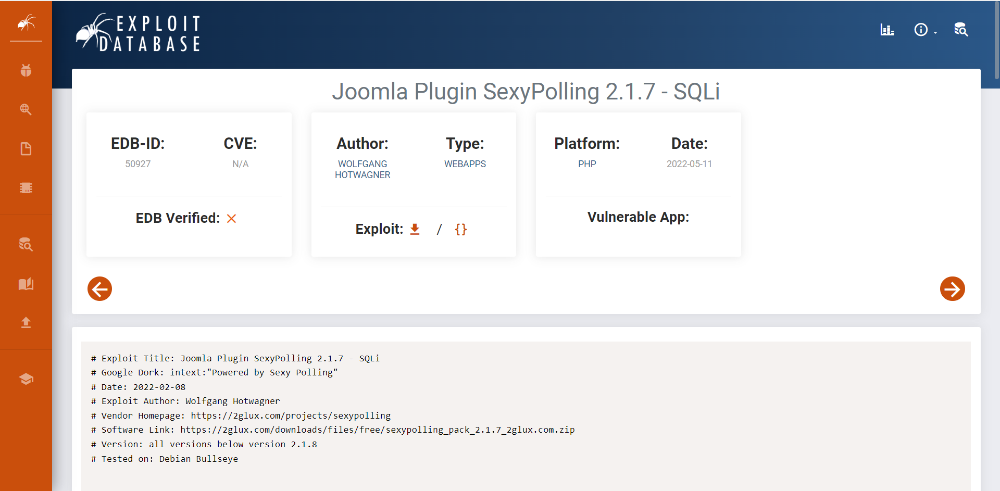 EXPLOIT
DATABASE
Joomla Plugin SexyPolling 2.1.7 - SQLi
EDB-ID:
50927
CVE:
N/A
EDB Verified:
Author:
WOLFGANG
HOTWAGNER
Type:
WEBAPPS
Exploit: / {}
Platform:
PHP
Date:
2022-05-11
Vulnerable App:
# Exploit Title: Joomla Plugin SexyPolling 2.1.7 - SQLi
# Google Dork: intext:"Powered by Sexy Polling"
# Date: 2022-02-08
# Exploit Author: Wolfgang Hotwagner
# Vendor Homepage: https://2glux.com/projects/sexypolling
# Software Link: https://2glux.com/downloads/files/free/sexypolling_pack_2.1.7_2glux.com.zip
# Version: all versions below version 2.1.8
# Tested on: Debian Bullseye